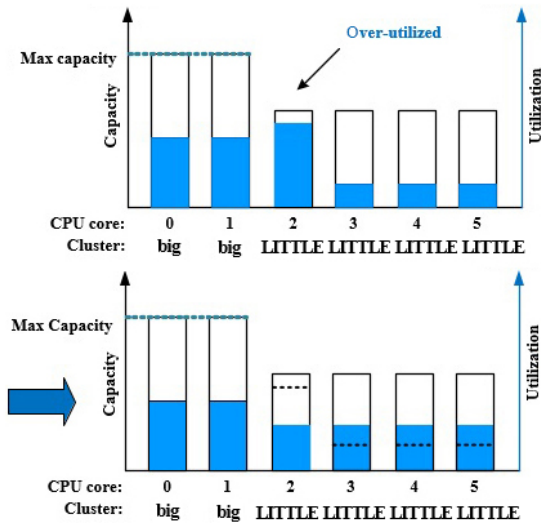 Over-utilized
Max capacity
Capacity
Utilization
CPU core: 0 1 2 3 4 5
Cluster: big big LITTLE LITTLE LITTLE LITTLE
Max Capacity
Capacity
Utilization
CPU core: 0 1 2 3 4 5
Cluster: big big LITTLE LITTLE LITTLE LITTLE